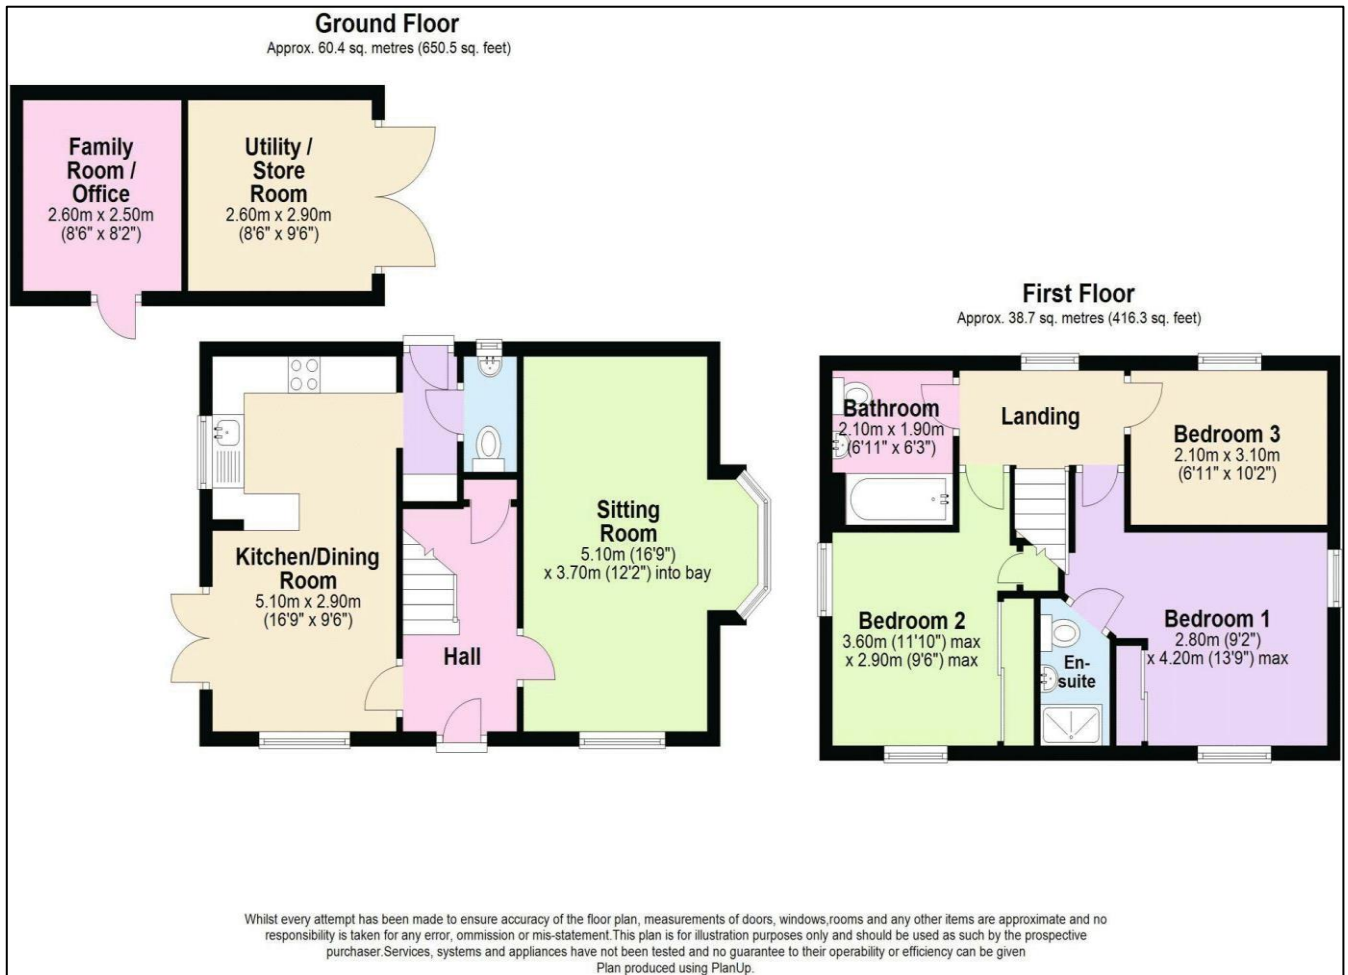 Ground Floor
Approx. 60.4 sq. metres (650.5 sq. feet)
Family
Room /
Office
2.60m x 2.50m
(8'6" x 8'2")
Utility /
Store
Room
2.60m x 2.90m
(8'6" x 9'6")
Kitchen/Dining
Room
5.10m x 2.90m
(16'9" x 9'6")
Hall
Sitting
Room
5.10m (16'9")
x 3.70m (12'2") into bay
First Floor
Approx. 38.7 sq. metres (416.3 sq. feet)
Bathroom
2.10m x 1.90m
(6'11" x 6'3")
Landing
Bedroom 3
2.10m x 3.10m
(6'11" x 10'2")
Bedroom 2
3.60m (11'10") max
x 2.90m (9'6") max
En-
suite
Bedroom 1
2.80m (9'2")
x 4.20m (13'9") max
Whilst every attempt has been made to ensure accuracy of the floor plan, measurements of doors, windows,rooms and any other items are approximate and no
responsibility is taken for any error, ommission or mis-statement.This plan is for illustration purposes only and should be used as such by the prospective
purchaser.Services, systems and appliances have not been tested and no guarantee to their operability or efficiency can be given
Plan produced using PlanUp.